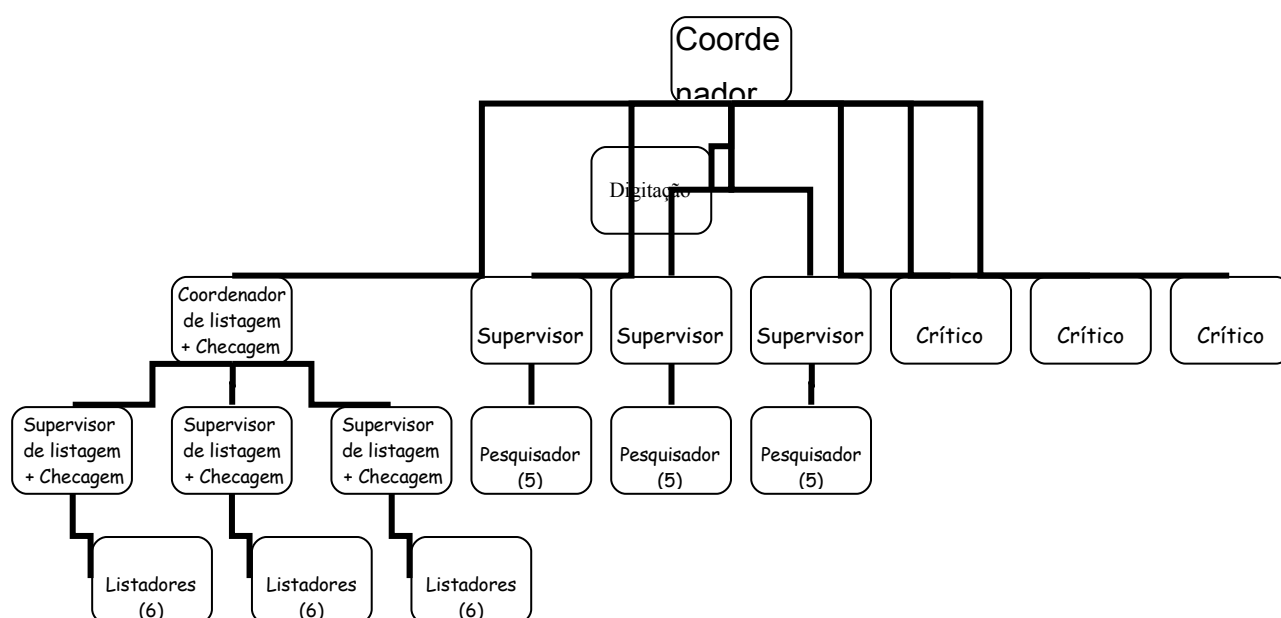 Coorde
nador
Digitação
Coordenador
de listagem
+ Checagem
Supervisor
Supervisor
Supervisor
Crítico
Crítico
Crítico
Supervisor
de listagem
+ Checagem
Supervisor
de listagem
+ Checagem
Supervisor
de listagem
+ Checagem
Pesquisador
(5)
Pesquisador
(5)
Pesquisador
(5)
Listadores
(6)
Listadores
(6)
Listadores
(6)